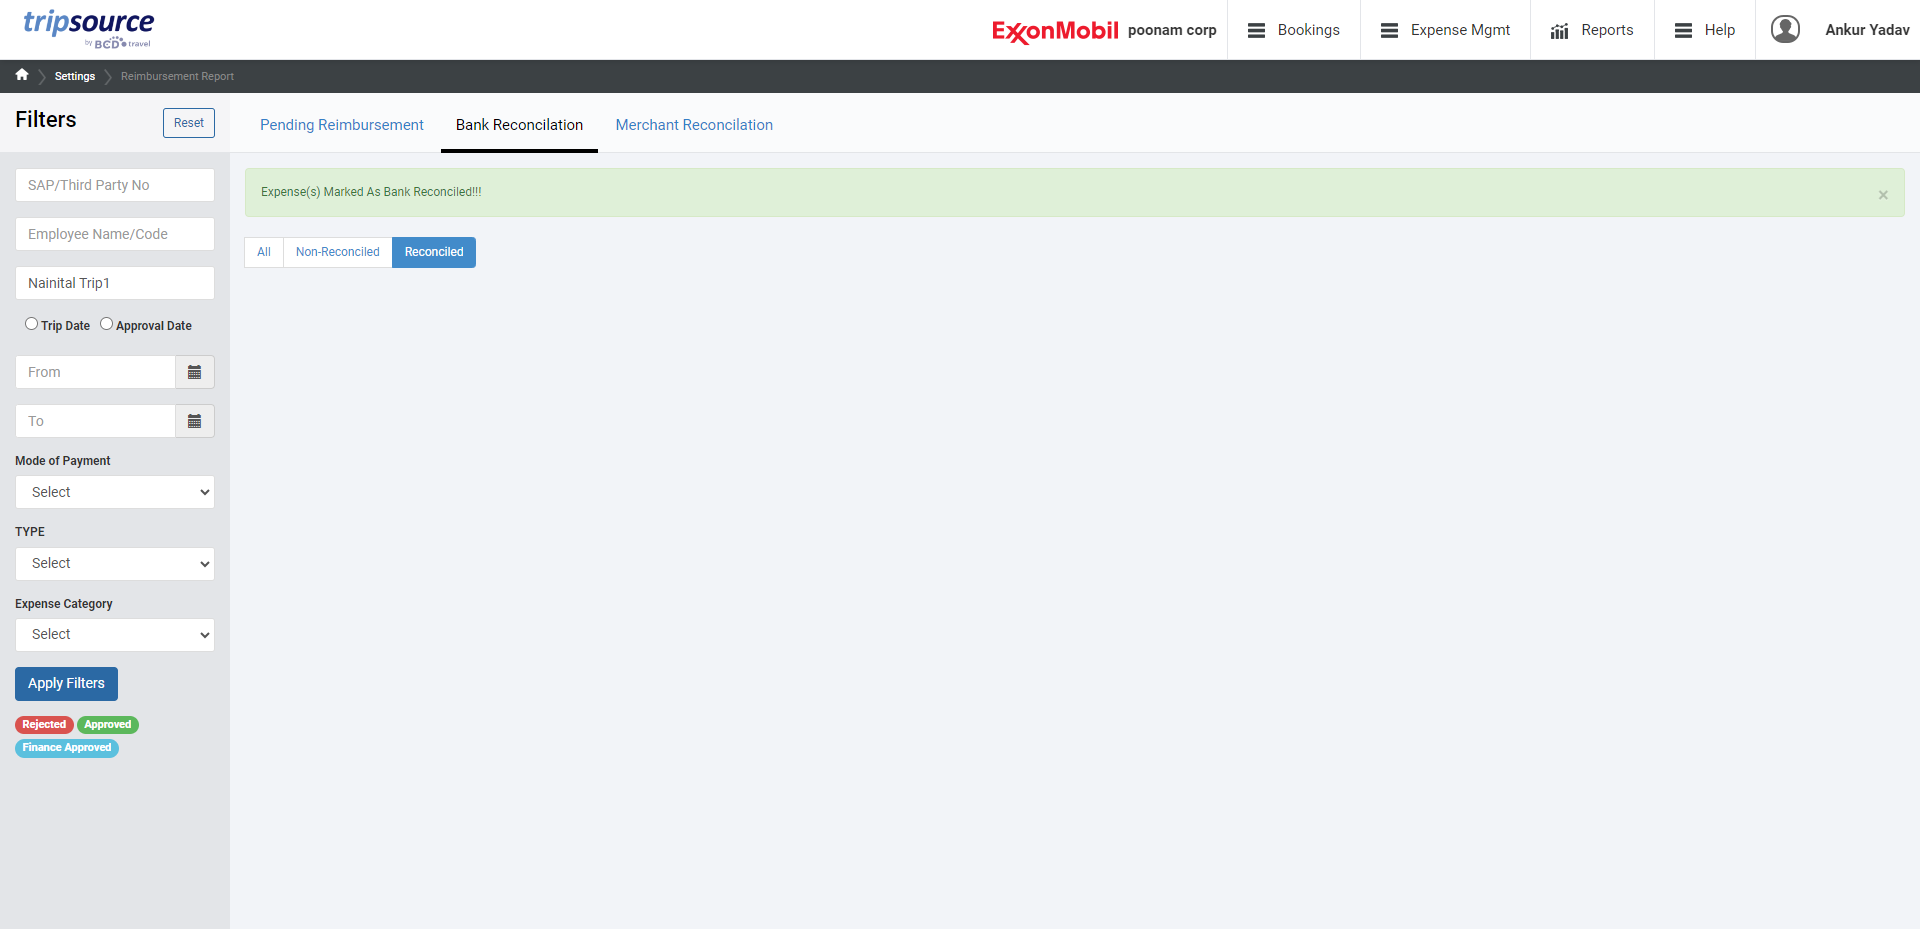 tripsource
by BCD travel
ExxonMobil poonam corp
Bookings
Expense Mgmt
Reports
Help
Ankur Yadav
Settings
Reimbursement Report
Filters
Reset
Pending Reimbursement
Bank Reconcilation
Merchant Reconcilation
SAP/Third Party No
Employee Name/Code
Nainital Trip1
Trip Date
Approval Date
From
To
Mode of Payment
Select
TYPE
Select
Expense Category
Select
Apply Filters
Rejected
Approved
Finance Approved
Expense(s) Marked As Bank Reconciled!!!
×
All
Non-Reconciled
Reconciled